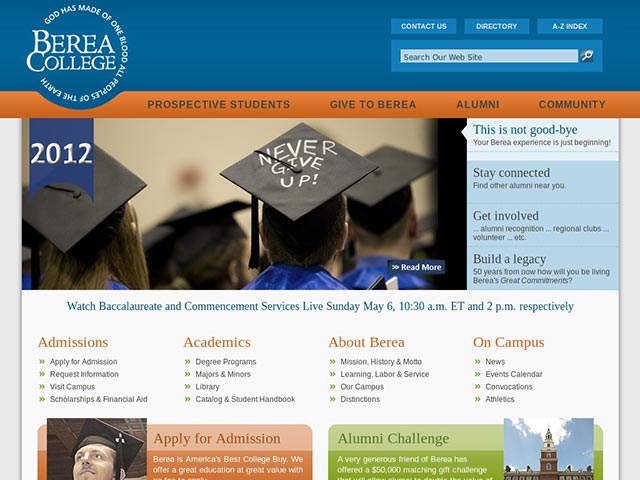 GOD HAS MADE OF ONE BLOOD ALL PEOPLES OF THE EARTH
BEREA
COLLEGE
CONTACT US
DIRECTORY
A-Z INDEX
Search Our Web Site
PROSPECTIVE STUDENTS
GIVE TO BEREA
ALUMNI
COMMUNITY
2012
NEVER
GIVE
UP!
Read More
This is not good-bye
Your Berea experience is just beginning!
Stay connected
Find other alumni near you.
Get involved
... alumni recognition ... regional clubs ...
volunteer ... etc.
Build a legacy
50 years from now how will you be living
Berea's Great Commitments?
Watch Baccalaureate and Commencement Services Live Sunday May 6, 10:30 a.m. ET and 2 p.m. respectively
Admissions
Apply for Admission
Request Information
Visit Campus
Scholarships & Financial Aid
Academics
Degree Programs
Majors & Minors
Library
Catalog & Student Handbook
About Berea
Mission, History & Motto
Learning, Labor & Service
Our Campus
Distinctions
On Campus
News
Events Calendar
Convocations
Athletics
Apply for Admission
Berea is America's Best College Buy. We
offer a great education at great value with
Alumni Challenge
A very generous friend of Berea has
offered a $50,000 matching gift challenge